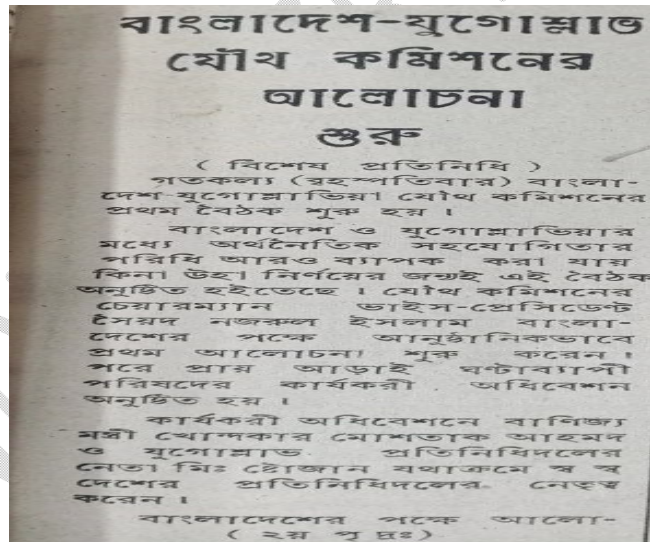 বাংলাদেশ-যুগোশ্লাভ
যৌথ কমিশনের
আলোচনা
শুরু
( বিশেষ প্রতিনিধি )
গতকল্য (বৃহস্পতিবার) বাংলা-
দেশ যুগোশ্লাভিয়া যৌথ কমিশনের
প্রথম বৈঠক শুরু হয় ।
বাংলাদেশ ও যুগোশ্লাভিয়ার
মধ্যে অর্থনৈতিক সহযোগিতার
পরিধি আরও ব্যাপক করা যায়
কিনা উহা নির্ণয়ের জন্যই এই বৈঠক
অনুষ্ঠিত হইতেছে । যৌথ কমিশনের
চেয়ারম্যান ভাইস-প্রেসিডেন্ট
সৈয়দ নজরুল ইসলাম বাংলা-
দেশের পক্ষে আনুষ্ঠানিকভাবে
প্রথম আলোচনা শুরু করেন ।
পরে প্রায় আড়াই ঘণ্টাব্যাপী
পরিষদের কার্যকরী অধিবেশন
অনুষ্ঠিত হয় ।
কার্যকরী অধিবেশনে বাণিজ্য
মন্ত্রী খোন্দকার মোশতাক আহমদ
ও যুগোশ্লাভ প্রতিনিধিদলের
নেতা মিঃ হোজান যথাক্রমে স্ব স্ব
দেশের প্রতিনিধিদলের নেতৃত্ব
করেন ।
বাংলাদেশের পক্ষে আলো-
( ২য় পৃঃ দ্রঃ)